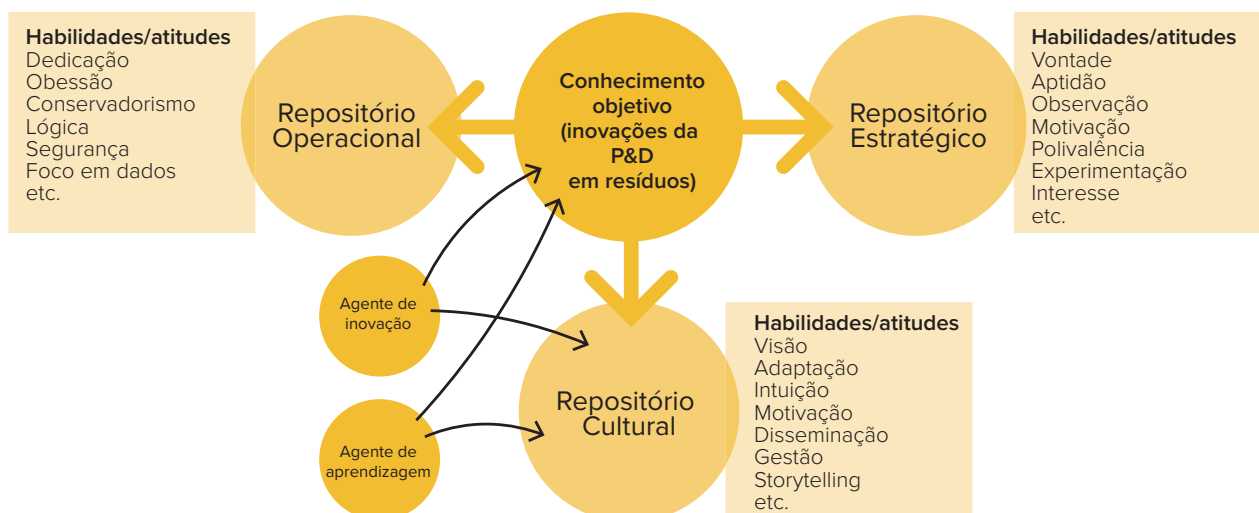 Habilidades/atitudes
Dedicação
Obsessão
Conservadorismo
Lógica
Segurança
Foco em dados
etc.
Repositório
Operacional
Conhecimento
objetivo
(inovações da
P&D
em resíduos)
Repositório
Estratégico
Habilidades/atitudes
Vontade
Aptidão
Observação
Motivação
Polivalência
Experimentação
Interesse
etc.
Agente de
inovação
Agente de
aprendizagem
Repositório
Cultural
Habilidades/atitudes
Visão
Adaptação
Intuição
Motivação
Disseminação
Gestão
Storytelling
etc.